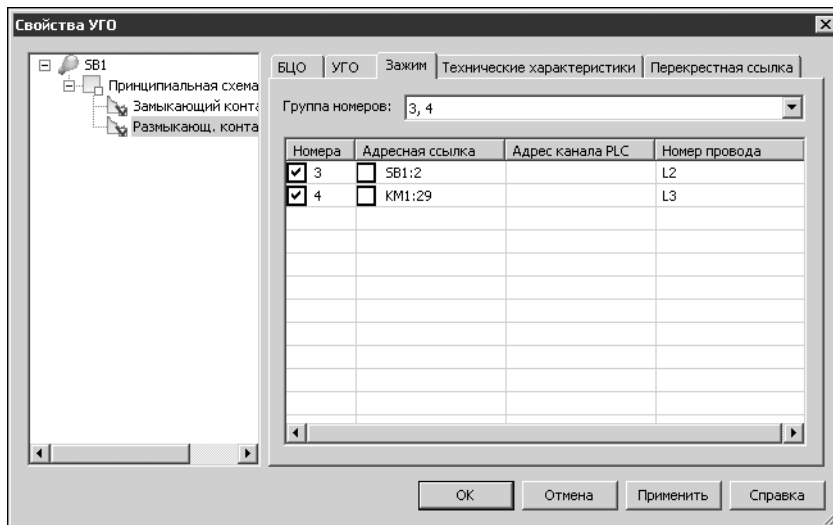 Свойства УГО
SB1
Принципиальная схема
Замыкающий конта
Размыкающ. конта
БЦО УГО Зажим Технические характеристики Перекрестная ссылка
Группа номеров: 3, 4
Номера Адресная ссылка Адрес канала PLC Номер провода
3 SB1:2 L2
4 KM1:29 L3
OK Отмена Применить Справка